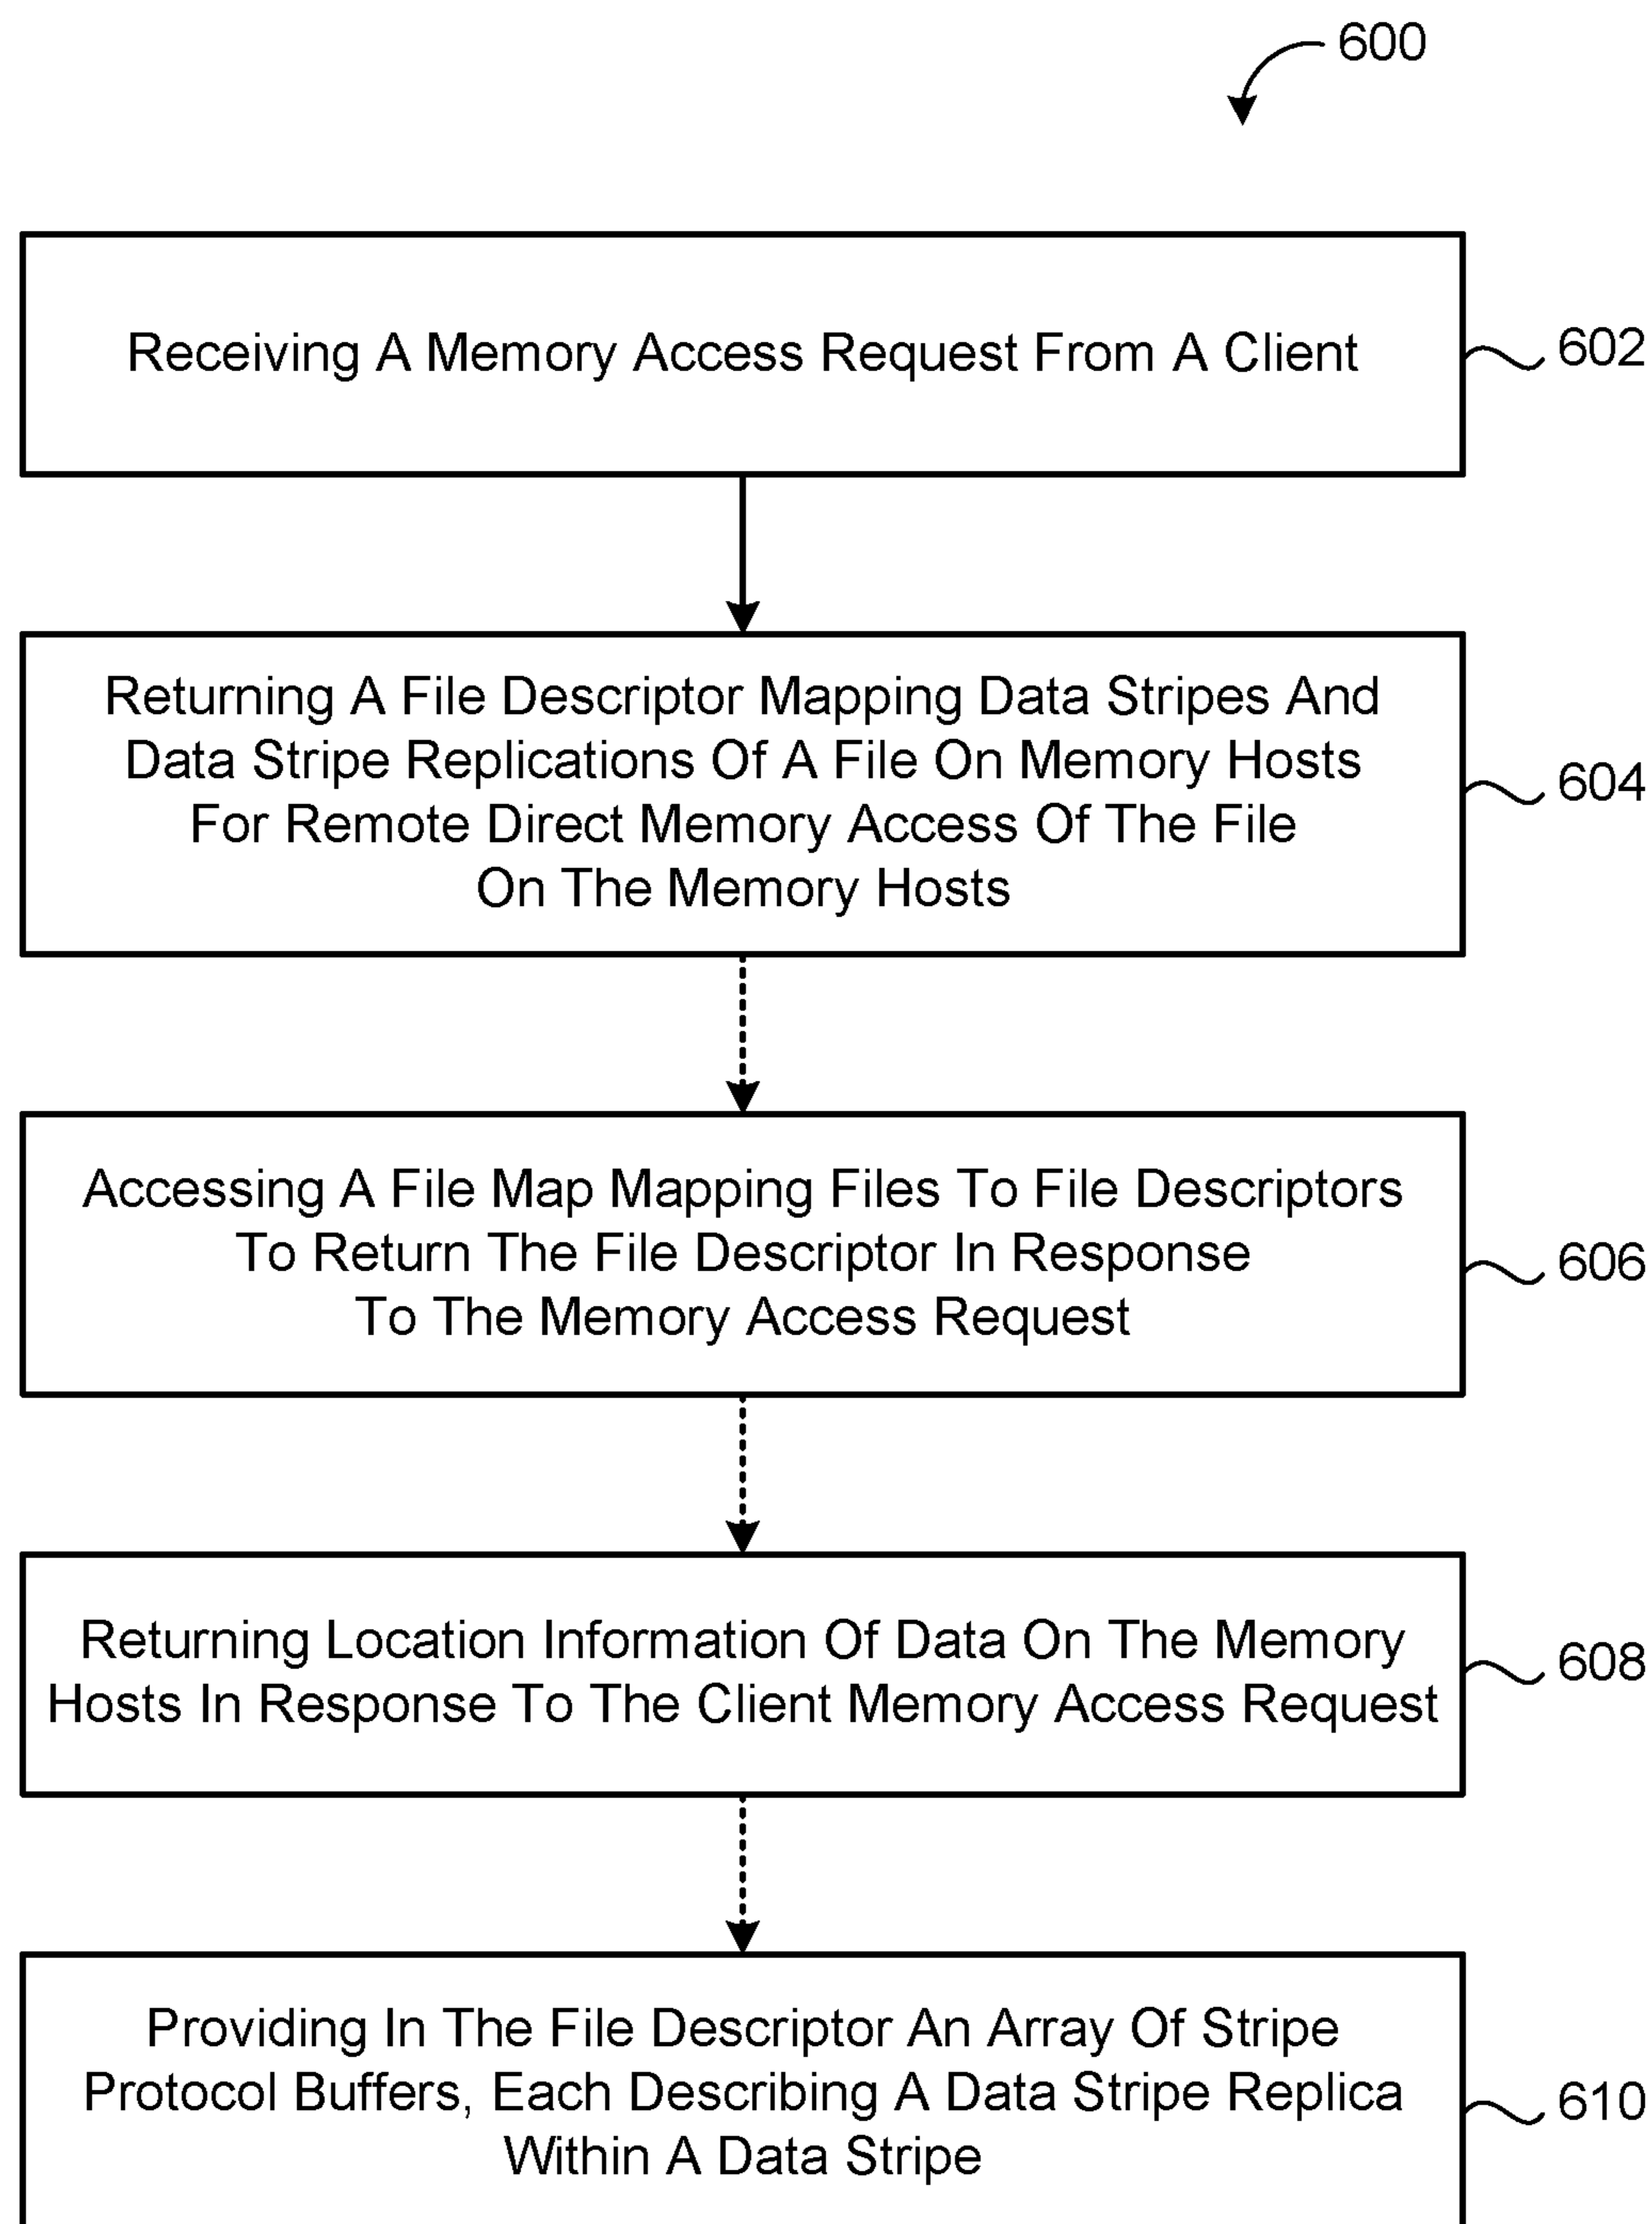 600
Receiving A Memory Access Request From A Client
602
Returning A File Descriptor Mapping Data Stripes And
Data Stripe Replications Of A File On Memory Hosts
For Remote Direct Memory Access Of The File
On The Memory Hosts
604
Accessing A File Map Mapping Files To File Descriptors
To Return The File Descriptor In Response
To The Memory Access Request
606
Returning Location Information Of Data On The Memory
Hosts In Response To The Client Memory Access Request
608
Providing In The File Descriptor An Array Of Stripe
Protocol Buffers, Each Describing A Data Stripe Replica
Within A Data Stripe
610